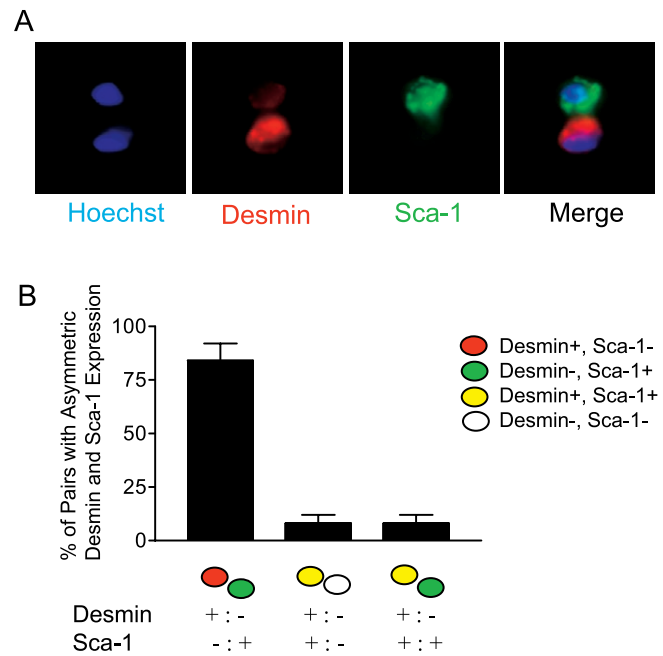 A
Hoechst Desmin Sca-1 Merge
B
% of Pairs with Asymmetric
Desmin and Sca-1 Expression
100
75
50
25
0
Desmin+, Sca-1-
Desmin-, Sca-1+
Desmin+, Sca-1+
Desmin-, Sca-1-
Desmin + : - + : - + : -
Sca-1 - : + + : - + : +